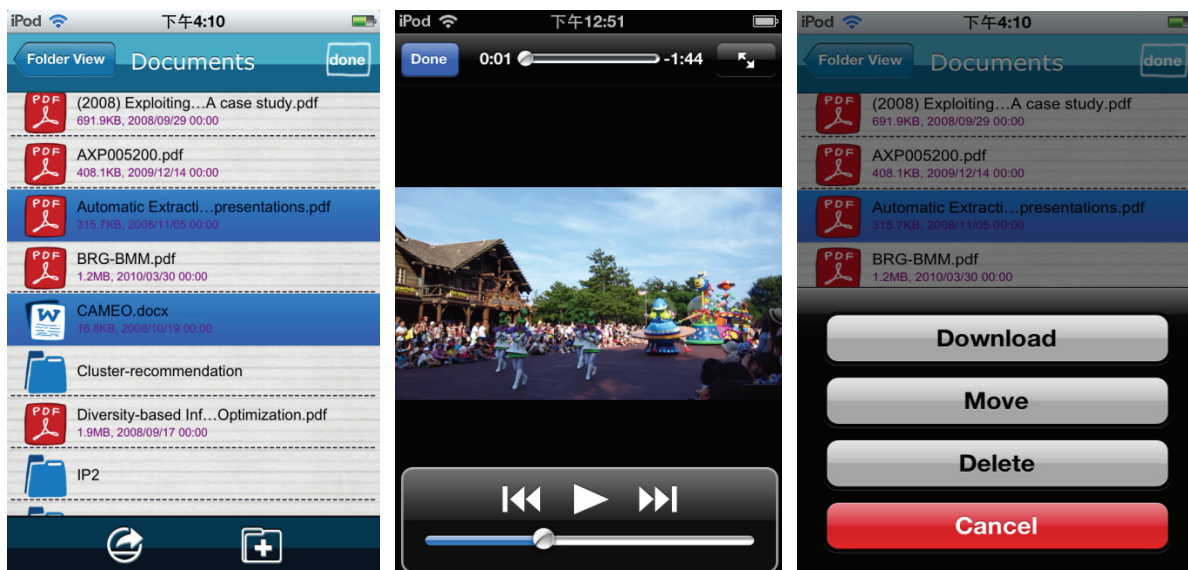 iPod 下午4:10
Folder View Documents done
PDF (2008) Exploiting…A case study.pdf
691.9KB, 2008/09/29 00:00
PDF AXP005200.pdf
408.1KB, 2009/12/14 00:00
PDF Automatic Extracti…presentations.pdf
315.7KB, 2008/11/05 00:00
PDF BRG-BMM.pdf
1.2MB, 2010/03/30 00:00
W CAMEO.docx
16.8KB, 2008/10/19 00:00
Cluster-recommendation
PDF Diversity-based Inf…Optimization.pdf
1.9MB, 2008/09/17 00:00
IP2
iPod 下午12:51
Done 0:01 -1:44
iPod 下午4:10
Folder View Documents done
PDF (2008) Exploiting…A case study.pdf
691.9KB, 2008/09/29 00:00
PDF AXP005200.pdf
408.1KB, 2009/12/14 00:00
PDF Automatic Extracti…presentations.pdf
315.7KB, 2008/11/05 00:00
PDF BRG-BMM.pdf
1.2MB, 2010/03/30 00:00
Download
Move
Delete
Cancel